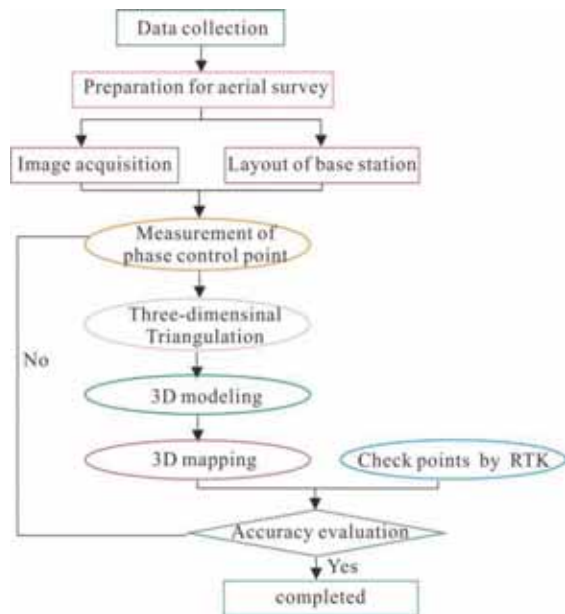 Data collection
Preparation for aerial survey
Image acquisition
Layout of base station
Measurement of
phase control point
Three-dimensinal
Triangulation
No
3D modeling
3D mapping
Check points by RTK
Accuracy evaluation
Yes
completed